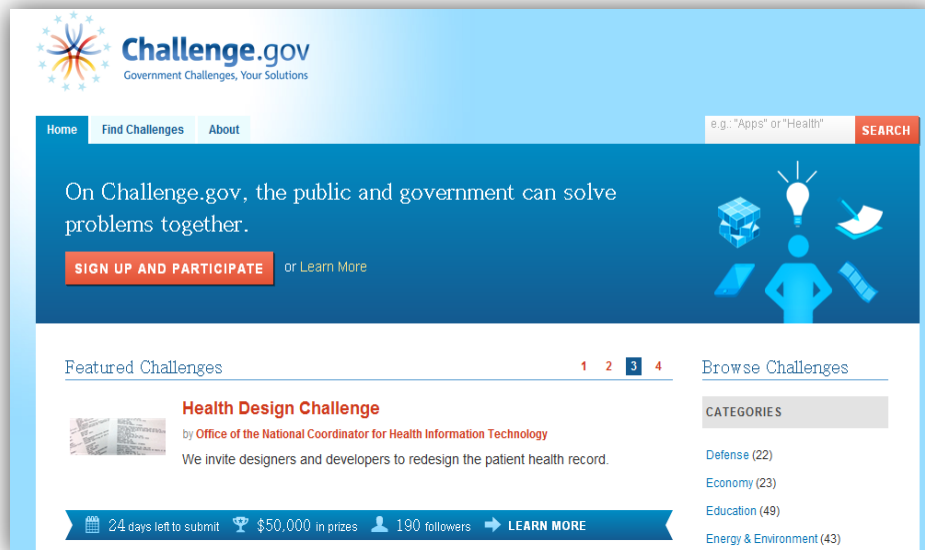 Challenge.gov
Government Challenges, Your Solutions
Home Find Challenges About
e.g.: "Apps" or "Health" SEARCH
On Challenge.gov, the public and government can solve
problems together.
SIGN UP AND PARTICIPATE or Learn More
Featured Challenges 1 2 3 4
Health Design Challenge
by Office of the National Coordinator for Health Information Technology
We invite designers and developers to redesign the patient health record.
24 days left to submit $50,000 in prizes 190 followers LEARN MORE
Browse Challenges
CATEGORIES
Defense (22)
Economy (23)
Education (49)
Energy & Environment (43)